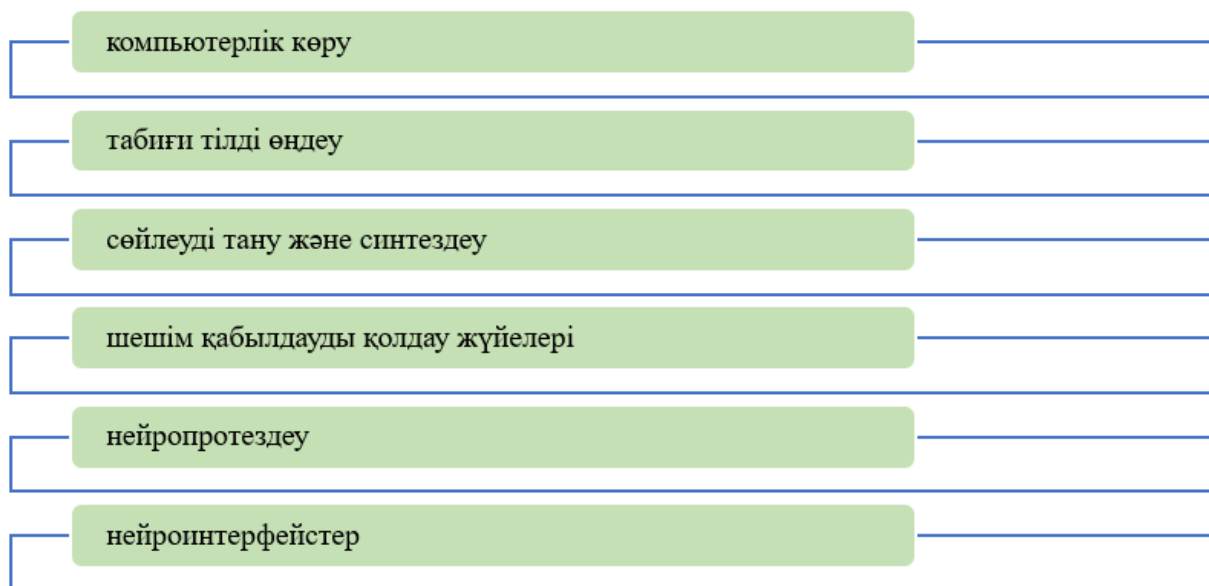 компьютерлік көру
табиғи тілді өңдеу
сөйлеуді тану және синтездеу
шешім қабылдауды қолдау жүйелері
нейропротездеу
нейроинтерфейстер